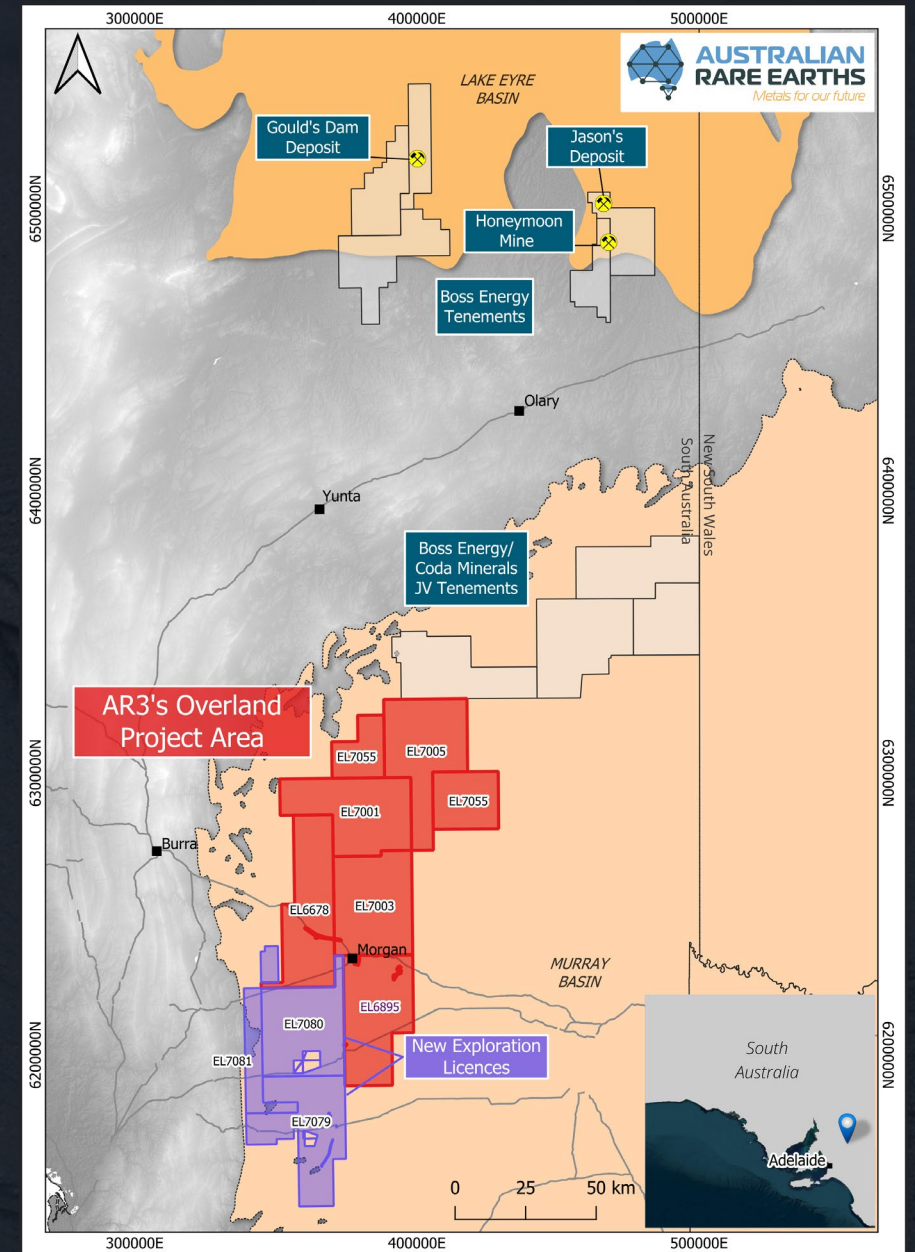 300000E
400000E
500000E
AUSTRALIAN
RARE EARTHS
Metals for our future
LAKE EYRE
BASIN
Gould's Dam
Deposit
Jason's
Deposit
6500000N
6500000N
Honeymoon
Mine
Boss Energy
Tenements
Olary
New South Wales
South Australia
6400000N
6400000N
Yunta
Boss Energy/
Coda Minerals
JV Tenements
AR3's Overland
Project Area
EL7055
EL7005
6300000N
6300000N
EL7055
EL7001
Burra
EL6678
EL7003
Morgan
MURRAY
BASIN
EL6895
EL7080
6200000N
6200000N
New Exploration
Licences
EL7081
South
Australia
EL7079
Adelaide
0
25
50 km
300000E
400000E
500000E